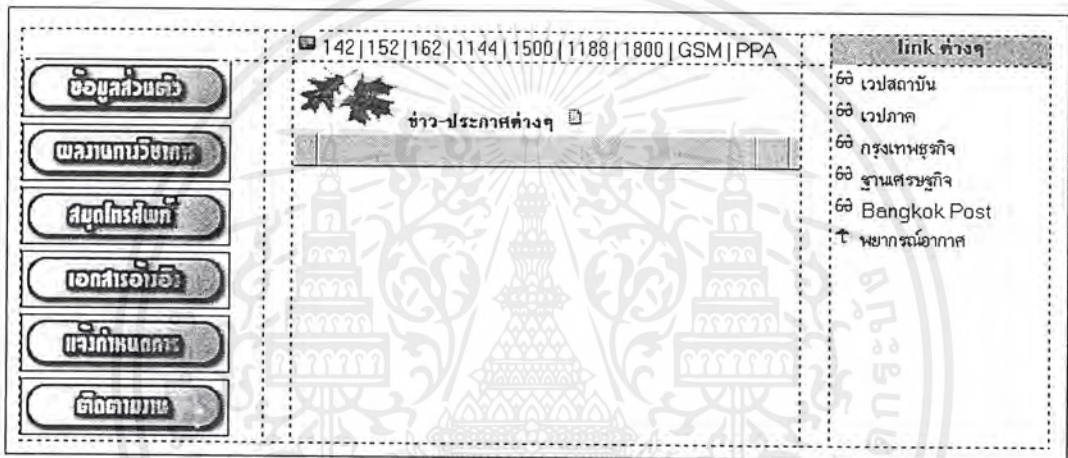 142|152|162|1144|1500|1188|1800|GSM|PPA
ข่าว-ประกาศต่างๆ
ข้อมูลส่วนตัว
ผลงานทางวิชาการ
สมุดโทรศัพท์
เอกสารอ้างอิง
แจ้งกำหนดการ
ติดตามงาน
link ต่างๆ
เวปสถาบัน
เวปภาค
กรุงเทพธุรกิจ
ฐานเศรษฐกิจ
Bangkok Post
พยากรณ์อากาศ